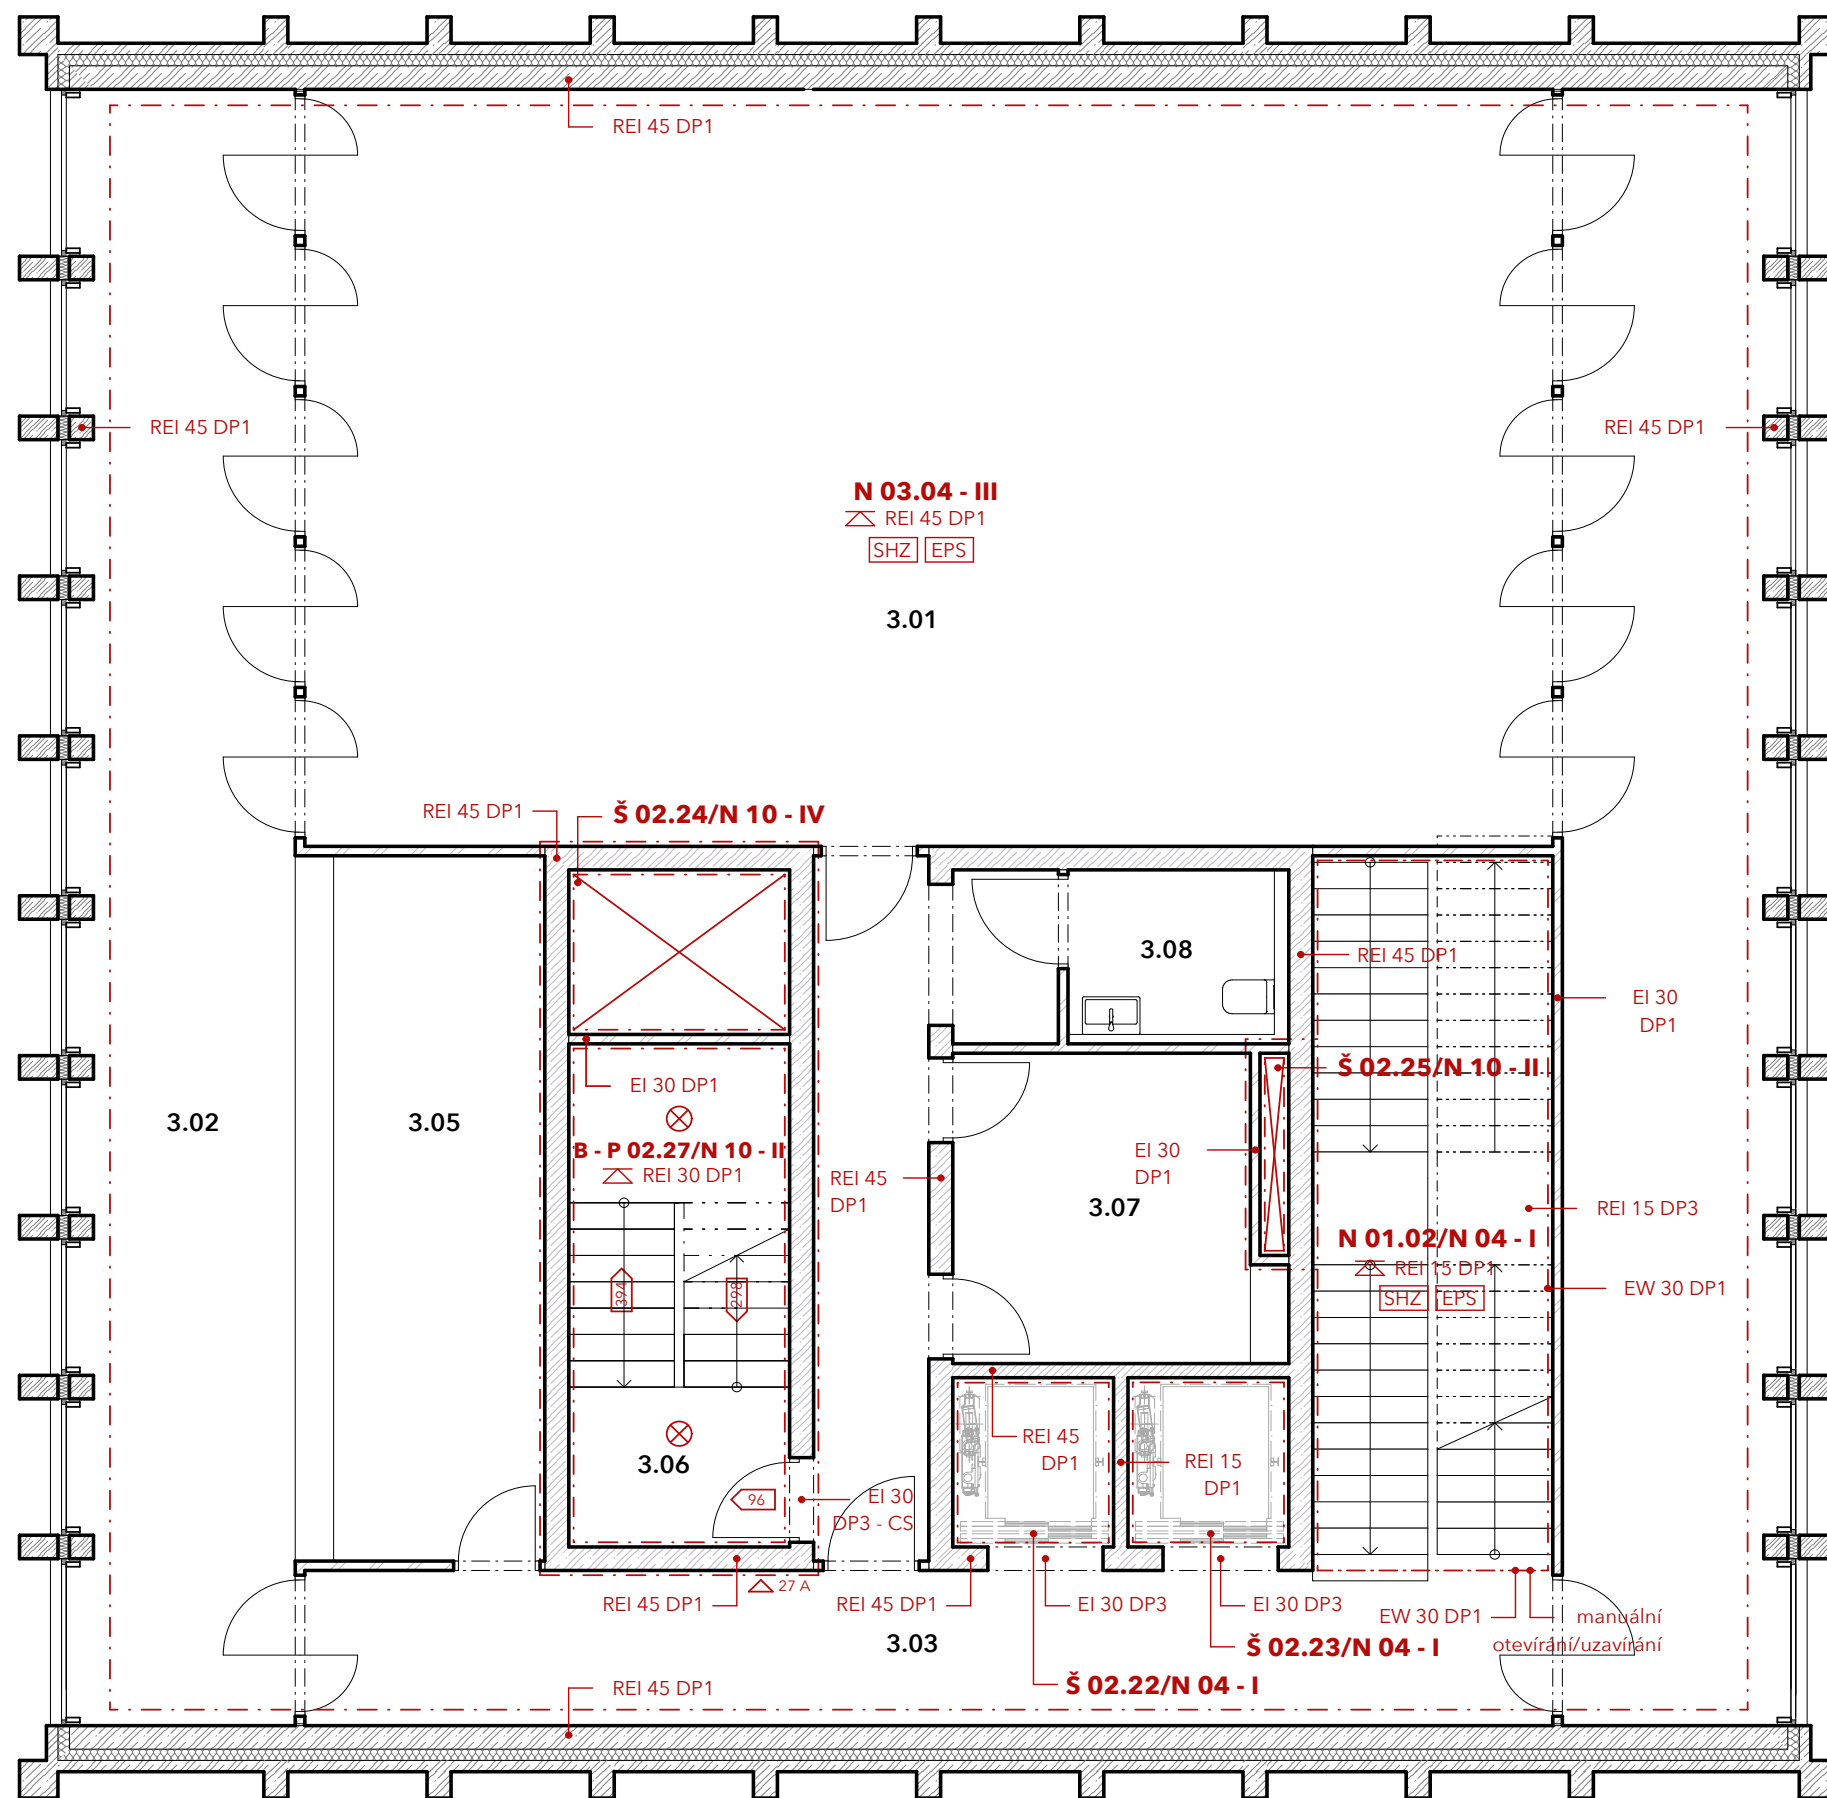 REI 45 DP1
REI 45 DP1
REI 45 DP1
N 03.04 - III
REI 45 DP1
SHZ EPS
3.01
REI 45 DP1
Š 02.24/N 10 - IV
3.08
REI 45 DP1
EI 30
DP1
EI 30 DP1
Š 02.25/N 10 - II
3.02
3.05
B - P 02.27/N 10 - II
REI 30 DP1
REI 45
DP1
EI 30
DP1
3.07
REI 15 DP3
N 01.02/N 04 - I
REI 15 DP1
SHZ EPS
EW 30 DP1
394
298
3.06
96
EI 30
DP3 - CS
REI 45
DP1
REI 15
DP1
27 A
REI 45 DP1
REI 45 DP1
EI 30 DP3
EI 30 DP3
EW 30 DP1
manuální
otevírání/uzavírání
3.03
Š 02.23/N 04 - I
Š 02.22/N 04 - I
REI 45 DP1